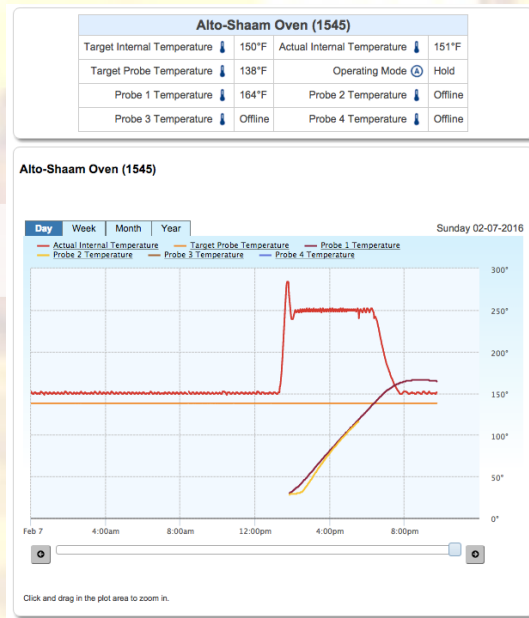 Alto-Shaam Oven (1545)
Target Internal Temperature 150°F Actual Internal Temperature 151°F
Target Probe Temperature 138°F Operating Mode A Hold
Probe 1 Temperature 164°F Probe 2 Temperature Offline
Probe 3 Temperature Offline Probe 4 Temperature Offline
Alto-Shaam Oven (1545)
Day Week Month Year Sunday 02-07-2016
Actual Internal Temperature Target Probe Temperature Probe 1 Temperature
Probe 2 Temperature Probe 3 Temperature Probe 4 Temperature
300°
250°
200°
150°
100°
50°
0°
Feb 7 4:00am 8:00am 12:00pm 4:00pm 8:00pm
Click and drag in the plot area to zoom in.